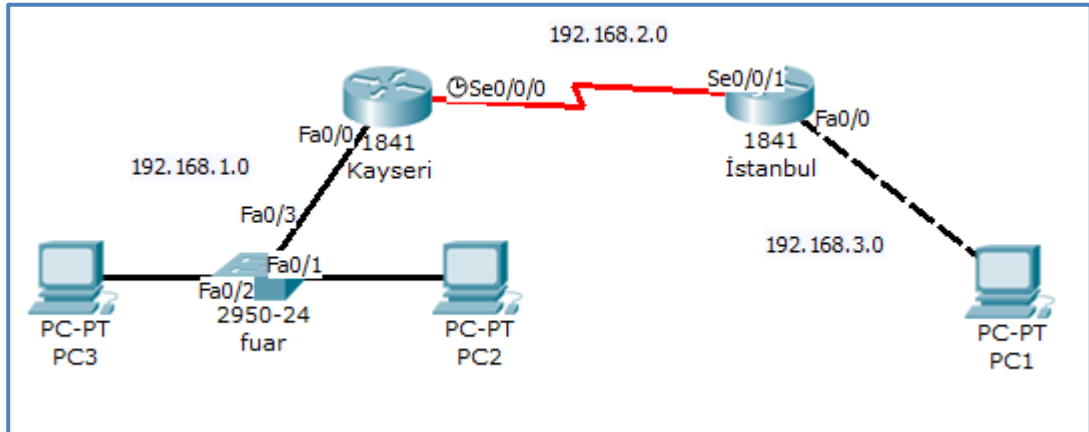 192.168.2.0
Se0/0/0
Se0/0/1
Fa0/0
1841
Kayseri
Fa0/0
1841
İstanbul
192.168.1.0
Fa0/3
192.168.3.0
Fa0/1
Fa0/2
2950-24
fuar
PC-PT
PC3
PC-PT
PC2
PC-PT
PC1